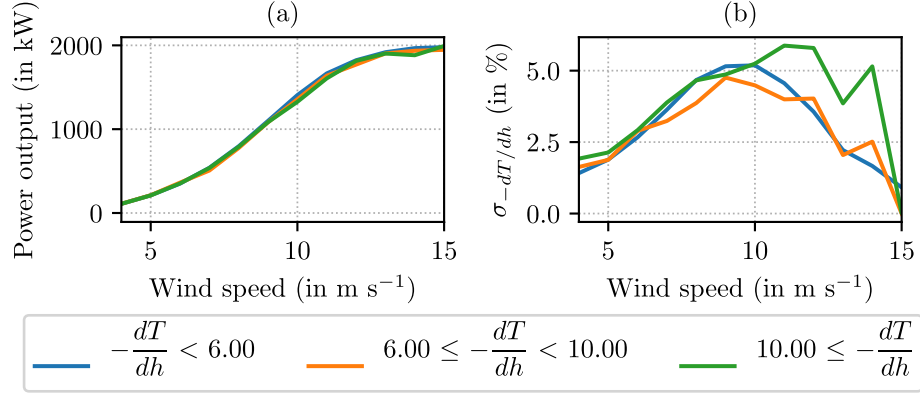 (a)
Power output (in kW)
2000
1000
0
5
10
15
Wind speed (in m s⁻¹)
(b)
σ₋dT/dh (in %)
5.0
2.5
0.0
5
10
15
Wind speed (in m s⁻¹)
−dT/dh < 6.00
6.00 ≤ −dT/dh < 10.00
10.00 ≤ −dT/dh